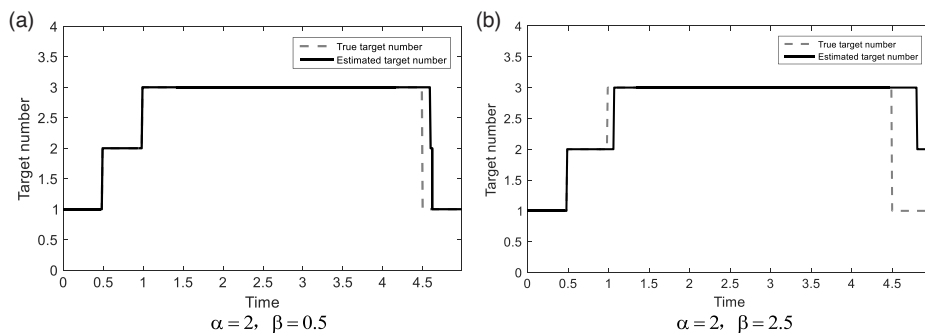 (a)
4
3.5
3
2.5
2
1.5
1
0.5
0
Target number
True target number
Estimated target number
0 0.5 1 1.5 2 2.5 3 3.5 4 4.5
Time
α = 2, β = 0.5
(b)
4
3.5
3
2.5
2
1.5
1
0.5
0
Target number
True target number
Estimated target number
0 0.5 1 1.5 2 2.5 3 3.5 4 4.5
Time
α = 2, β = 2.5